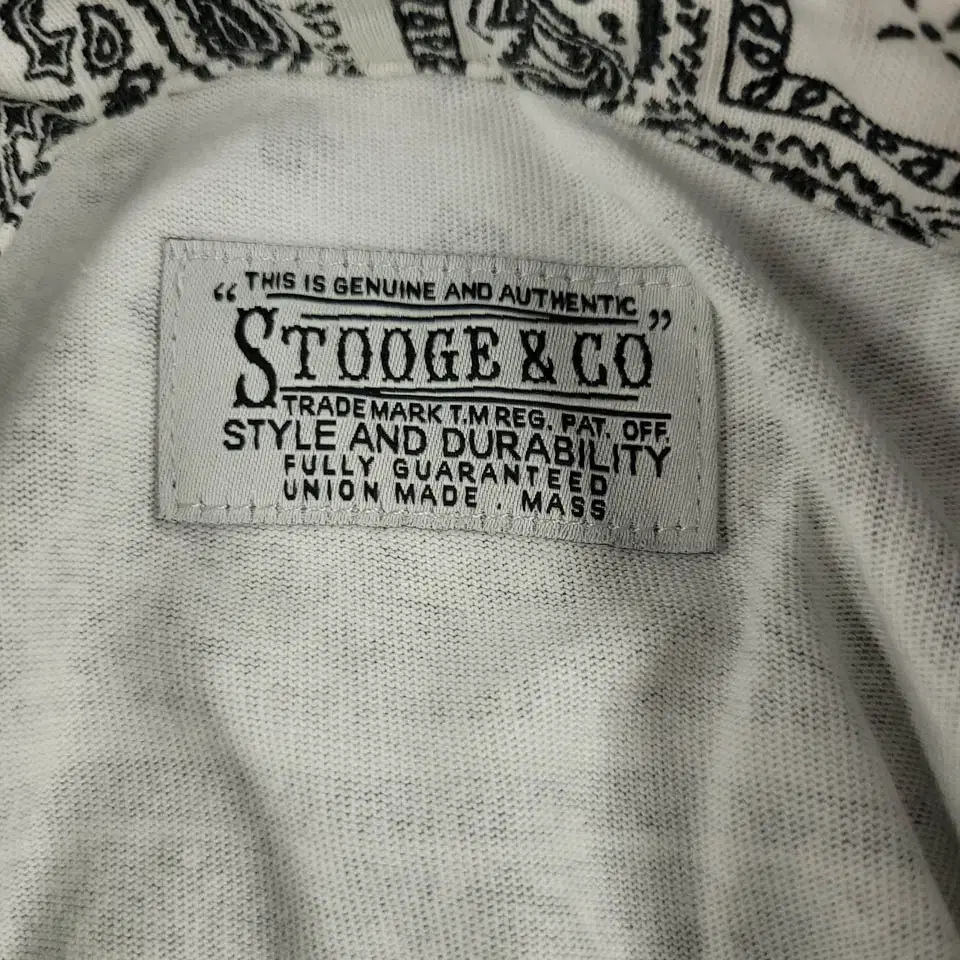 “ THIS IS GENUINE AND AUTHENTIC ”
STOOGE & CO
TRADE MARK T.M REG. PAT. OFF.
STYLE AND DURABILITY
FULLY GUARANTEED
UNION MADE . MASS